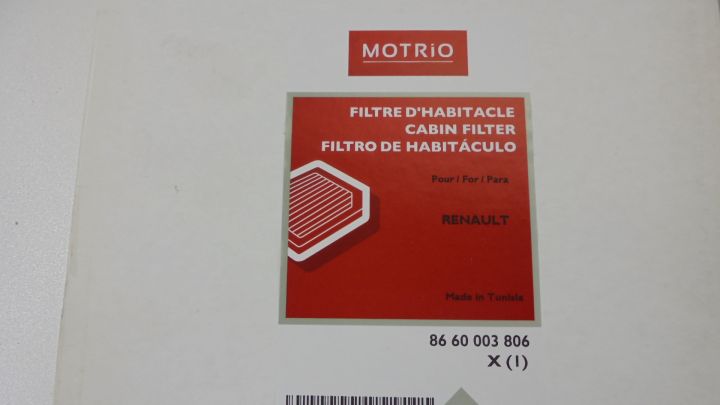 MOTRiO
FILTRE D'HABITACLE
CABIN FILTER
FILTRO DE HABITÁCULO
Pour / For / Para
RENAULT
Made in Tunisie
86 60 003 806
X (1)